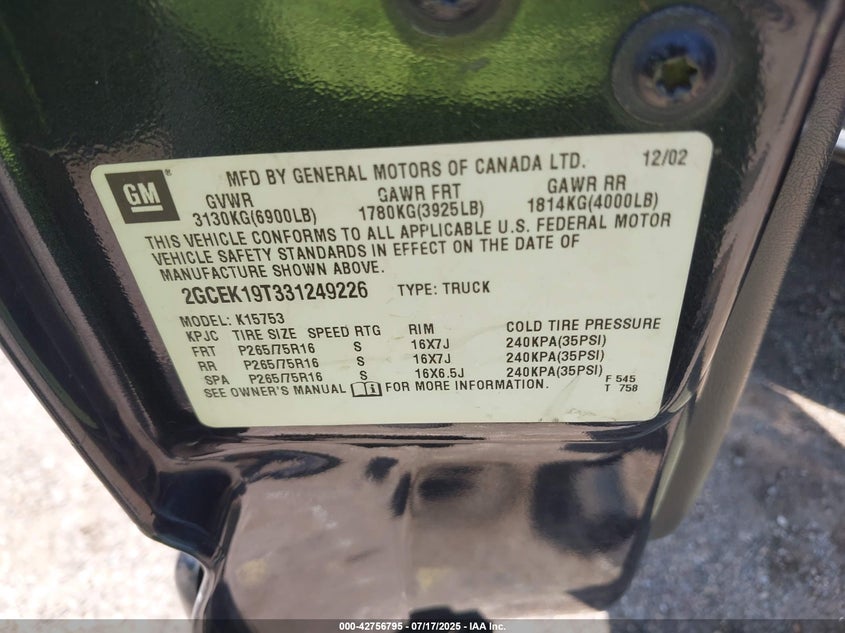 GM ®
MFD BY GENERAL MOTORS OF CANADA LTD. 12/02
GVWR GAWR FRT GAWR RR
3130KG(6900LB) 1780KG(3925LB) 1814KG(4000LB)
THIS VEHICLE CONFORMS TO ALL APPLICABLE U.S. FEDERAL MOTOR
VEHICLE SAFETY STANDARDS IN EFFECT ON THE DATE OF
MANUFACTURE SHOWN ABOVE.
2GCEK19T331249226 TYPE: TRUCK
MODEL: K15753
KPJC TIRE SIZE SPEED RTG RIM COLD TIRE PRESSURE
FRT P265/75R16 S 16X7J 240KPA(35PSI)
RR P265/75R16 S 16X7J 240KPA(35PSI)
SPA P265/75R16 S 16X6.5J 240KPA(35PSI)
SEE OWNER'S MANUAL i FOR MORE INFORMATION.
F 545
T 758
000-42756795 - 07/17/2025 - IAA Inc.